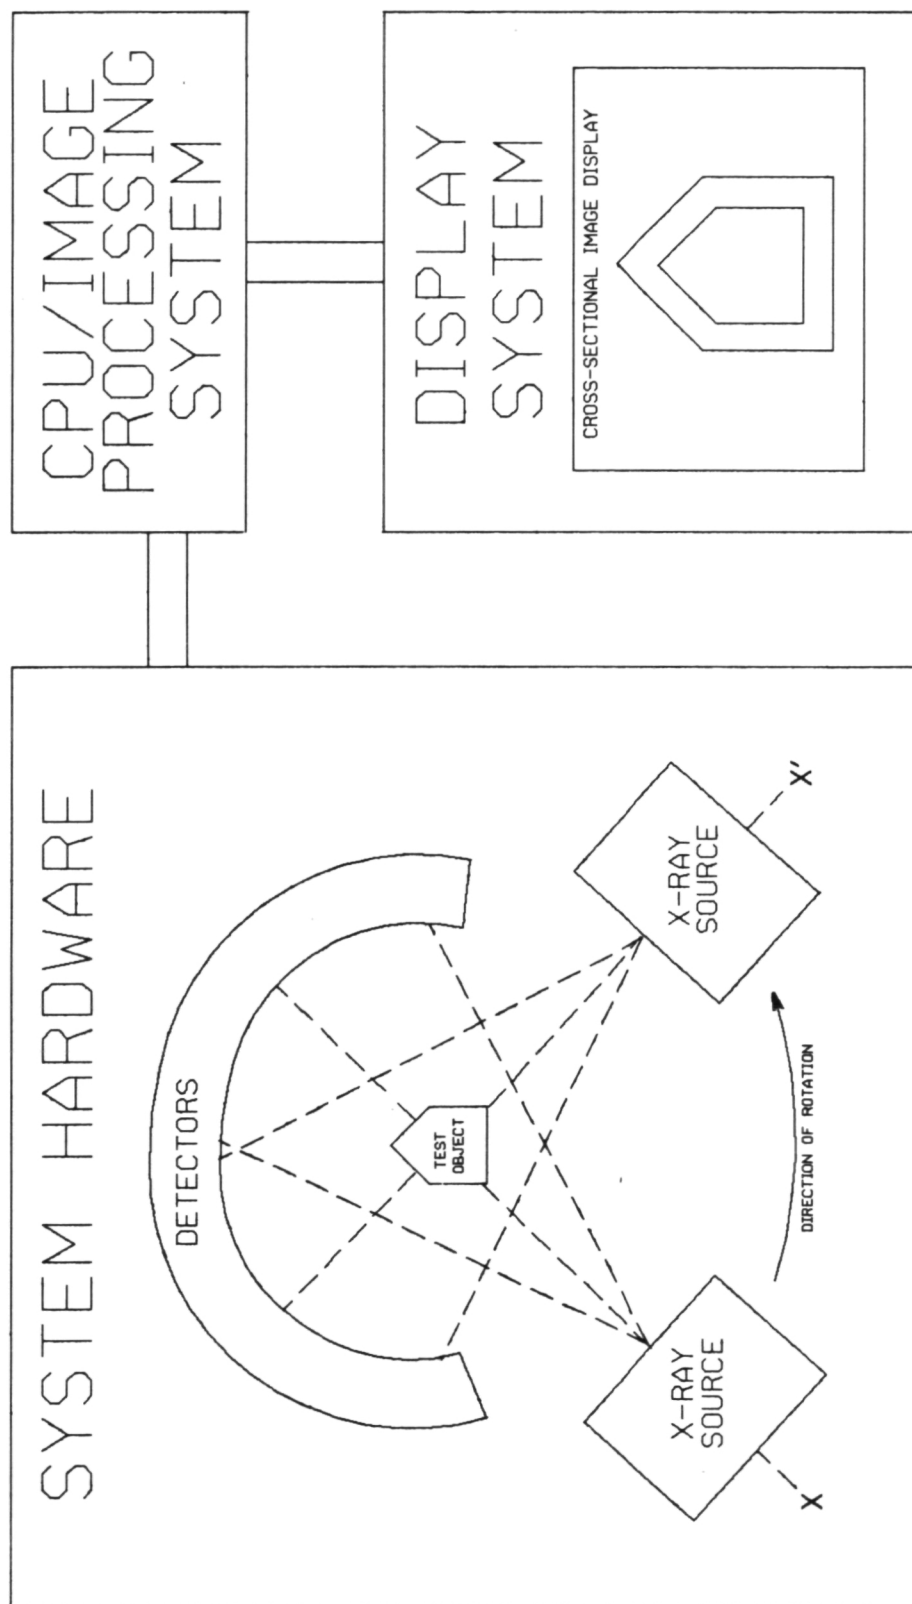 SYSTEM HARDWARE
DETECTORS
TEST
OBJECT
X-RAY
SOURCE
X
DIRECTION OF ROTATION
X-RAY
SOURCE
X'
CPU/IMAGE
PROCESSING
SYSTEM
DISPLAY
SYSTEM
CROSS-SECTIONAL IMAGE DISPLAY